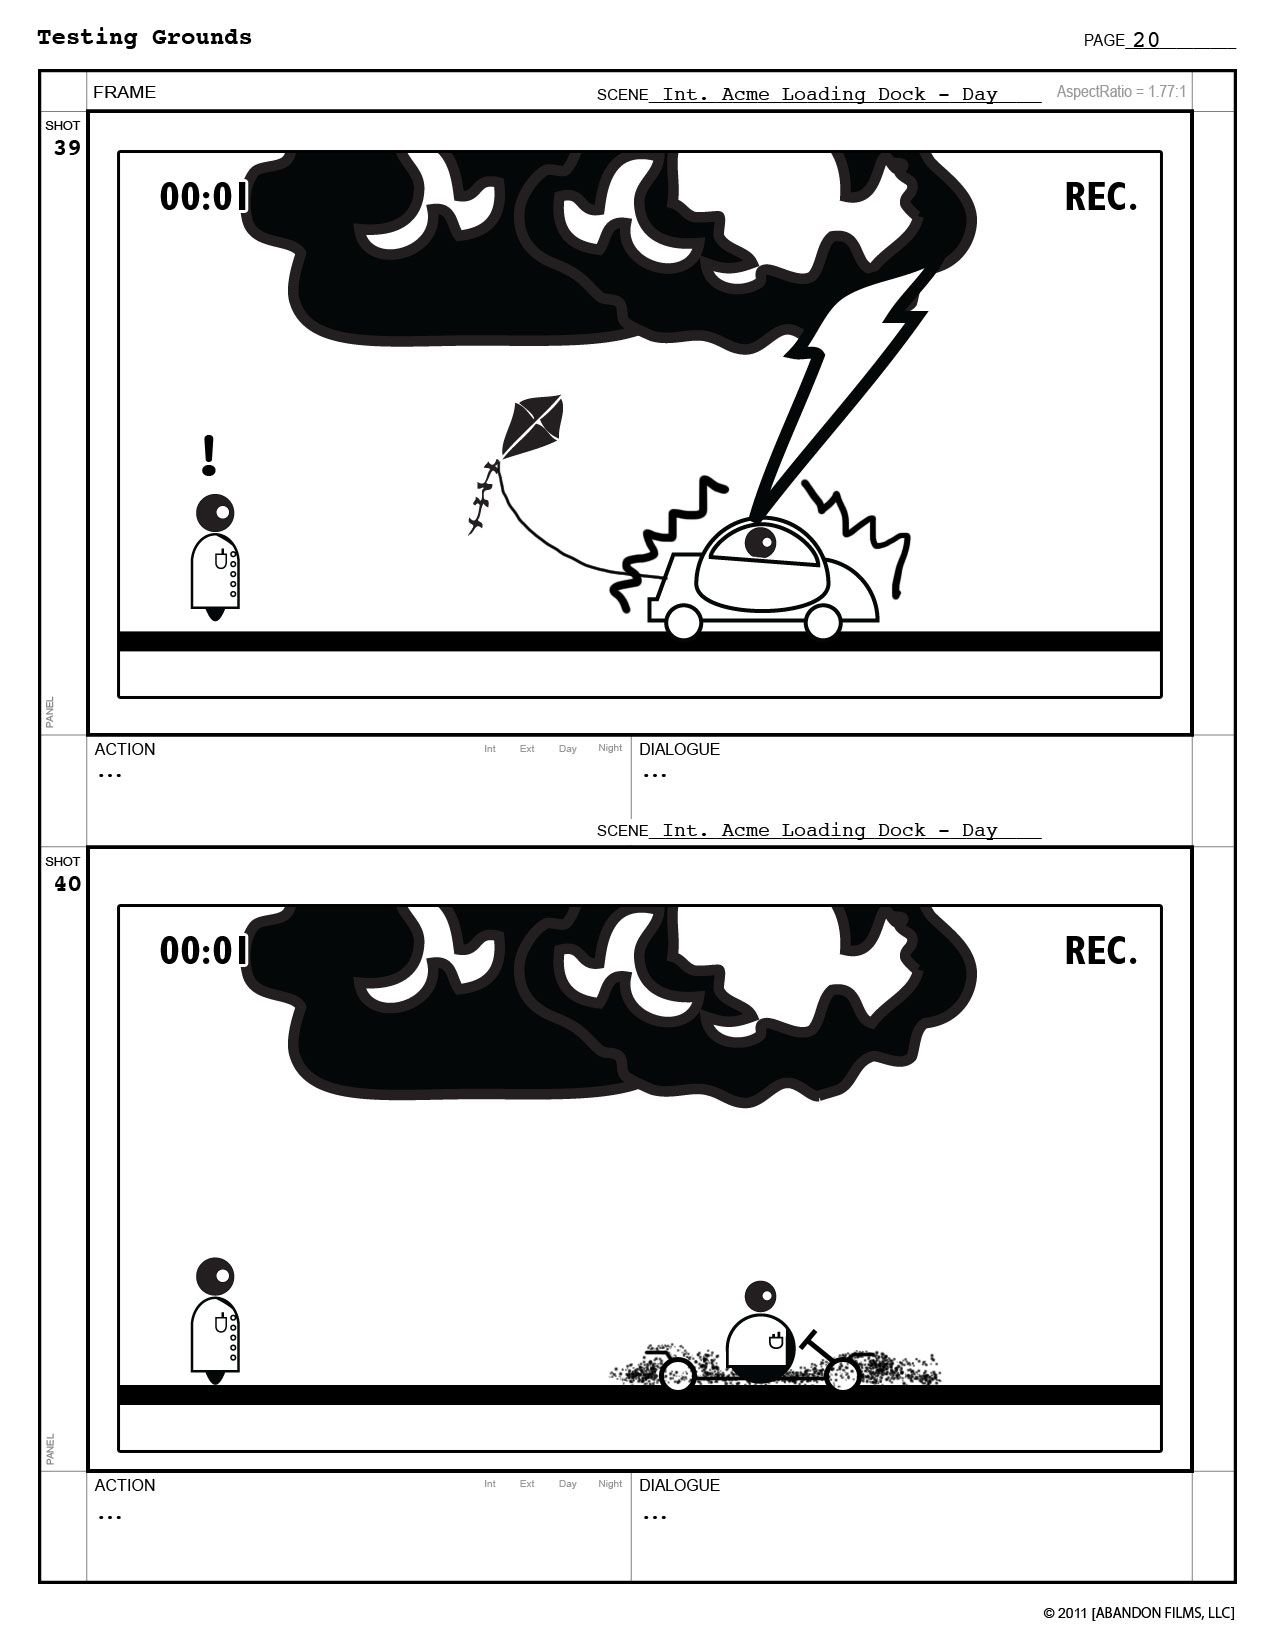 Testing Grounds
PAGE 20
FRAME
SCENE Int. Acme Loading Dock - Day
AspectRatio = 1.77:1
SHOT
39
00:01
REC.
!
PANEL
ACTION
Int Ext Day Night
DIALOGUE
...
...
SCENE Int. Acme Loading Dock - Day
SHOT
40
00:01
REC.
PANEL
ACTION
Int Ext Day Night
DIALOGUE
...
...
© 2011 [ABANDON FILMS, LLC]